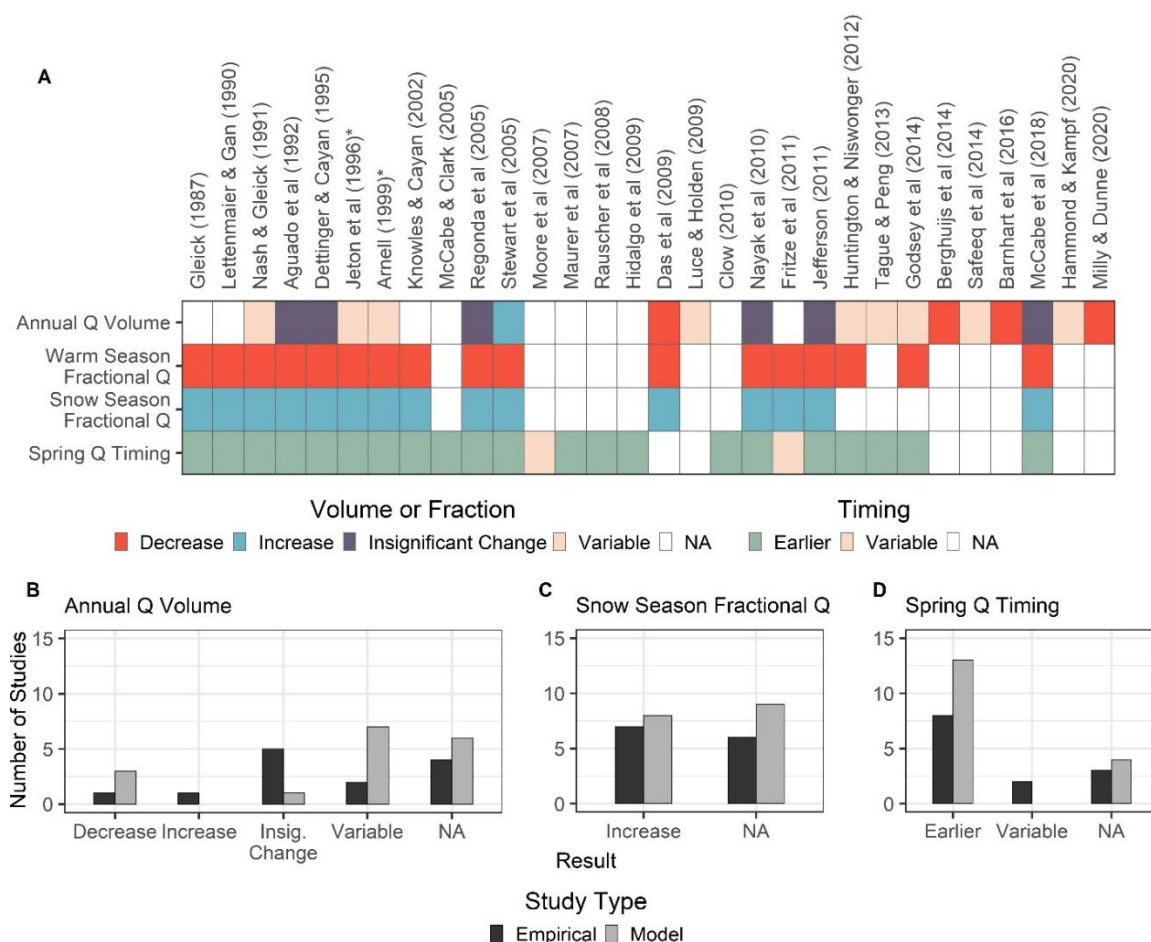 A
Gleick (1987)
Lettenmaier & Gan (1990)
Nash & Gleick (1991)
Aguado et al (1992)
Dettinger & Cayan (1995)
Jeton et al (1996)*
Arnell (1999)*
Knowles & Cayan (2002)
McCabe & Clark (2005)
Regonda et al (2005)
Stewart et al (2005)
Moore et al (2007)
Maurer et al (2007)
Rauscher et al (2008)
Hidalgo et al (2009)
Das et al (2009)
Luce & Holden (2009)
Clow (2010)
Nayak et al (2010)
Fritze et al (2011)
Jefferson (2011)
Huntington & Niswonger (2012)
Tague & Peng (2013)
Godsey et al (2014)
Berghuijs et al (2014)
Safeeq et al (2014)
Barnhart et al (2016)
McCabe et al (2018)
Hammond & Kampf (2020)
Milly & Dunne (2020)
Annual Q Volume
Warm Season
Fractional Q
Snow Season
Fractional Q
Spring Q Timing
Volume or Fraction
Decrease Increase Insignificant Change Variable NA
Timing
Earlier Variable NA
B
Annual Q Volume
Number of Studies
15
10
5
0
Decrease Increase Insig. Variable NA
Change
C
Snow Season Fractional Q
15
10
5
0
Increase NA
D
Spring Q Timing
15
10
5
0
Earlier Variable NA
Result
Study Type
Empirical Model